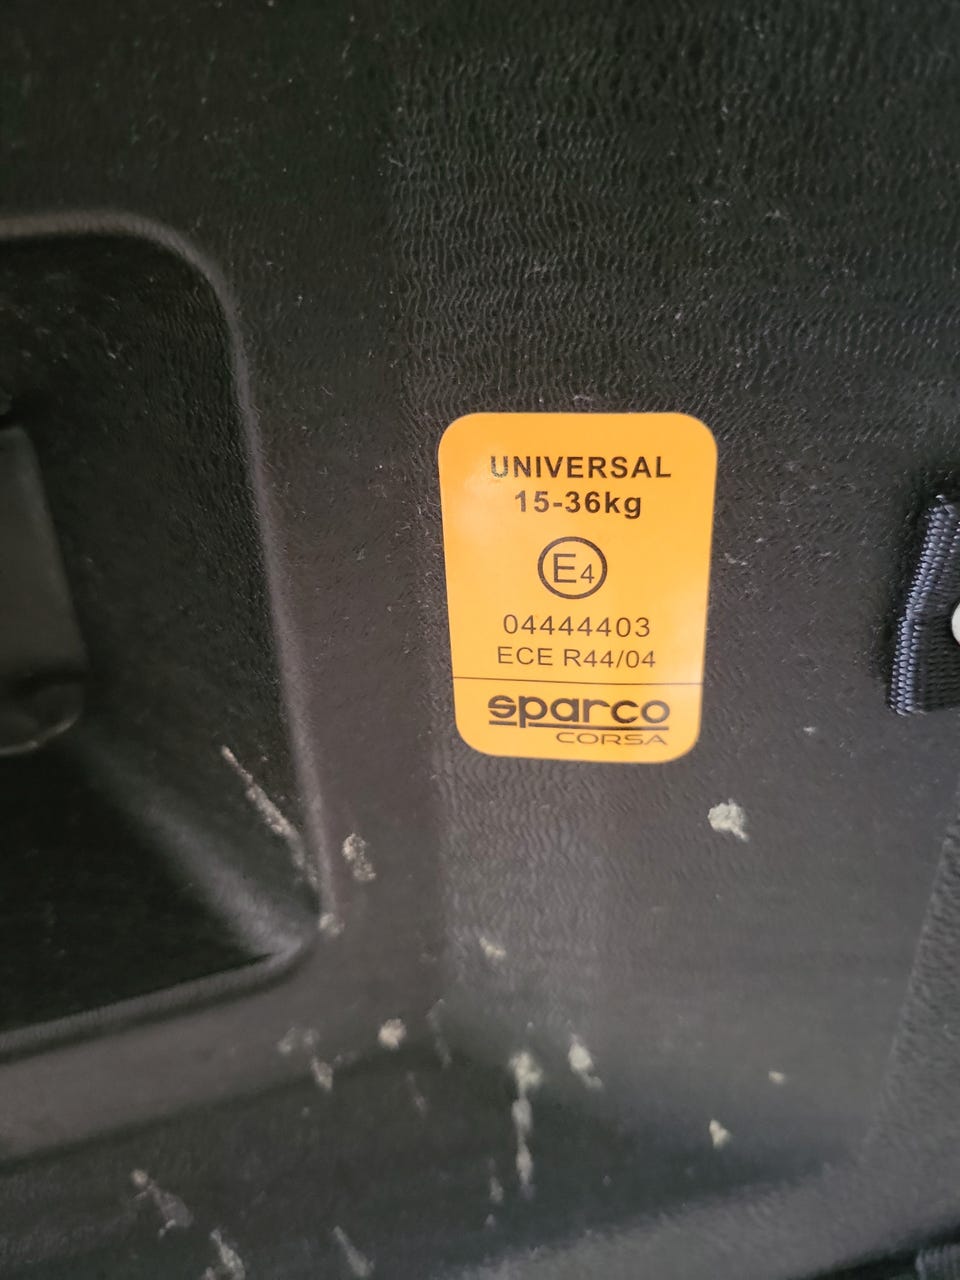 UNIVERSAL
15-36kg
E4
04444403
ECE R44/04
sparco
CORSA